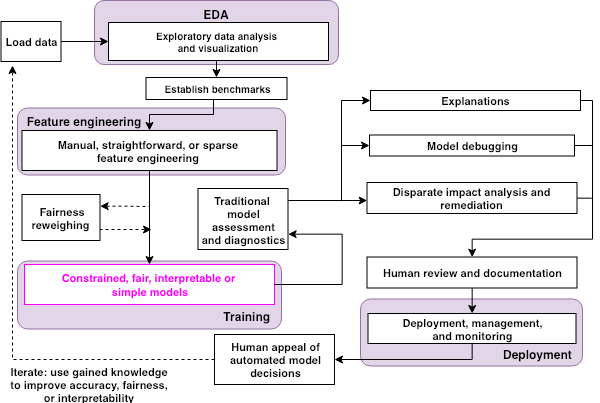 EDA
Load data
Exploratory data analysis
and visualization
Establish benchmarks
Feature engineering
Manual, straightforward, or sparse
feature engineering
Explanations
Model debugging
Disparate impact analysis and
remediation
Fairness
reweighing
Traditional
model
assessment
and diagnostics
Constrained, fair, interpretable or
simple models
Training
Human review and documentation
Deployment, management,
and monitoring
Deployment
Human appeal of
automated model
decisions
Iterate: use gained knowledge
to improve accuracy, fairness,
or interpretability